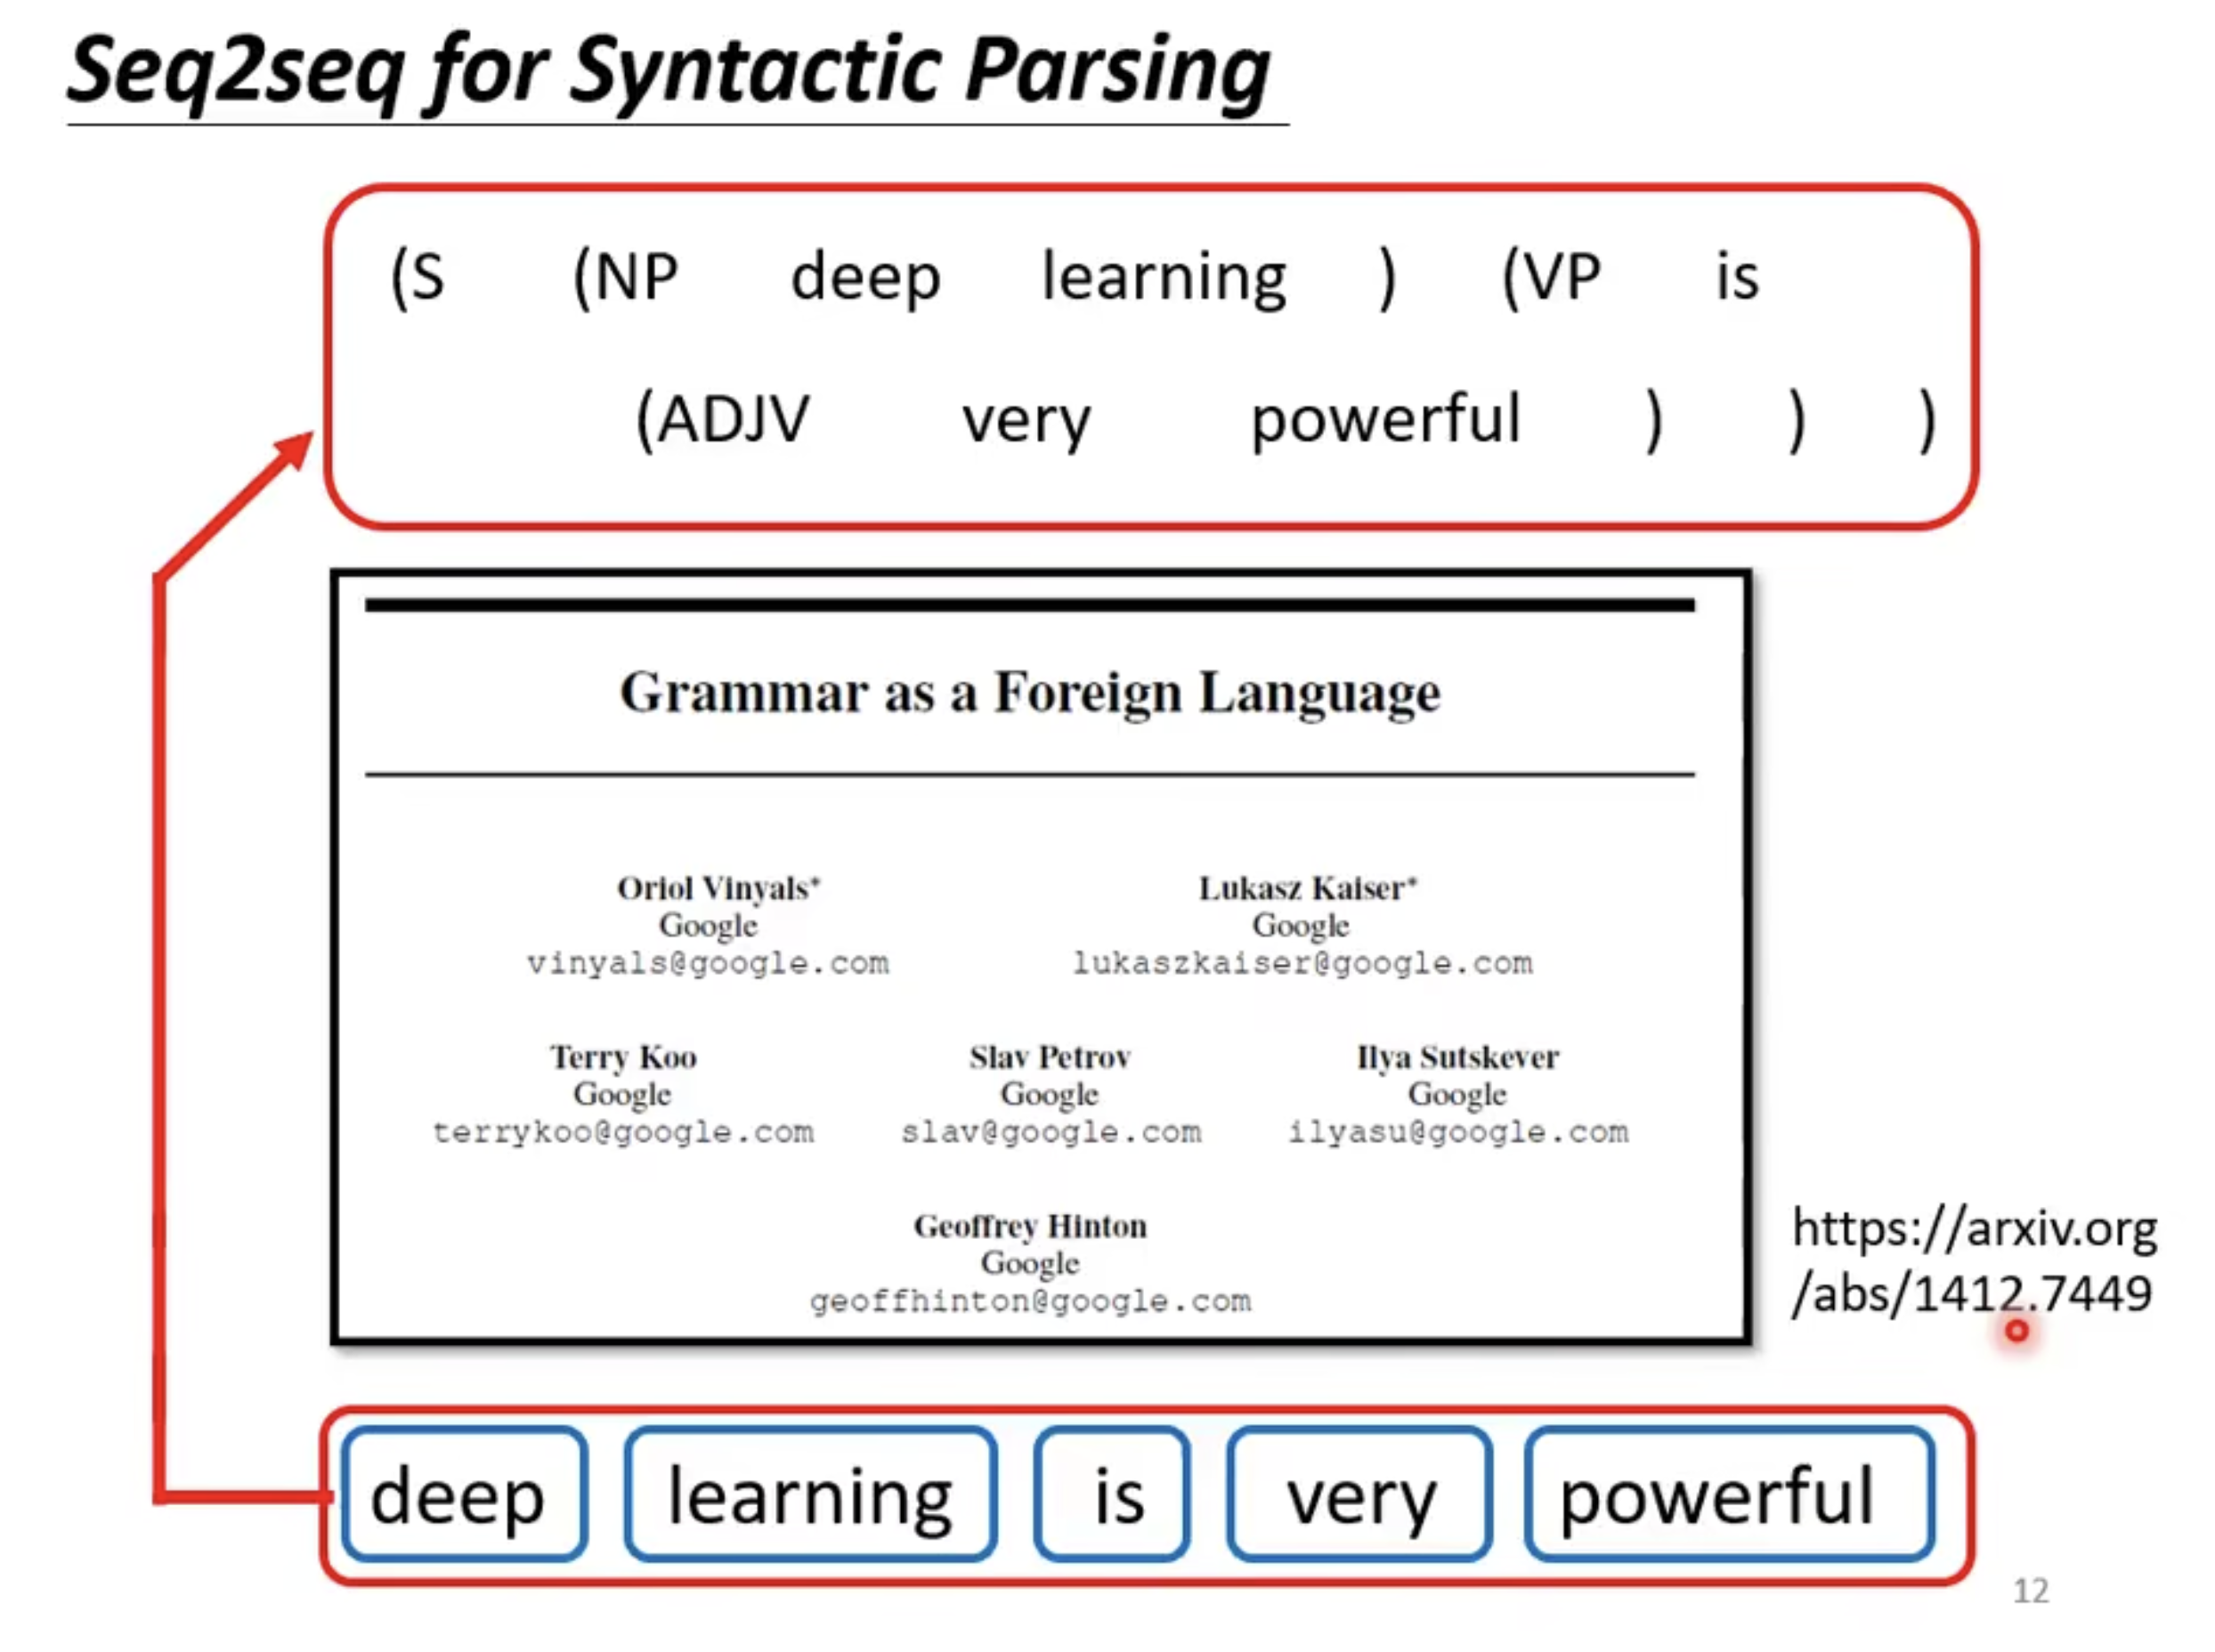 Seq2seq for Syntactic Parsing
(S (NP deep learning ) (VP is
(ADJV very powerful ) ) )
Grammar as a Foreign Language
Oriol Vinyals* Lukasz Kaiser*
Google Google
vinyals@google.com lukaszkaiser@google.com
Terry Koo Slav Petrov Ilya Sutskever
Google Google Google
terrykoo@google.com slav@google.com ilyasu@google.com
Geoffrey Hinton
Google
geoffhinton@google.com
https://arxiv.org
/abs/1412.7449
deep learning is very powerful
12